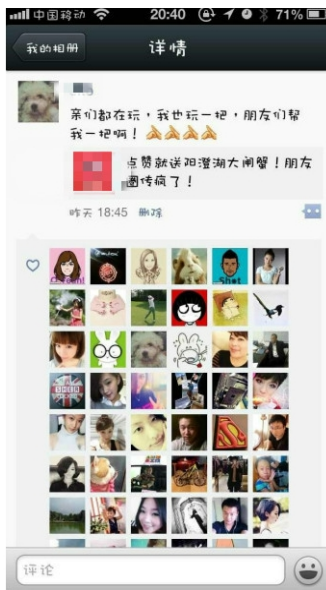 中国移动 20:40 71%
我的相册 详情
亲们都在玩，我也玩一把，朋友们帮
我一把啊！
点赞就送阳澄湖大闸蟹！朋友
圈传疯了！
昨天 18:45 删除
评论